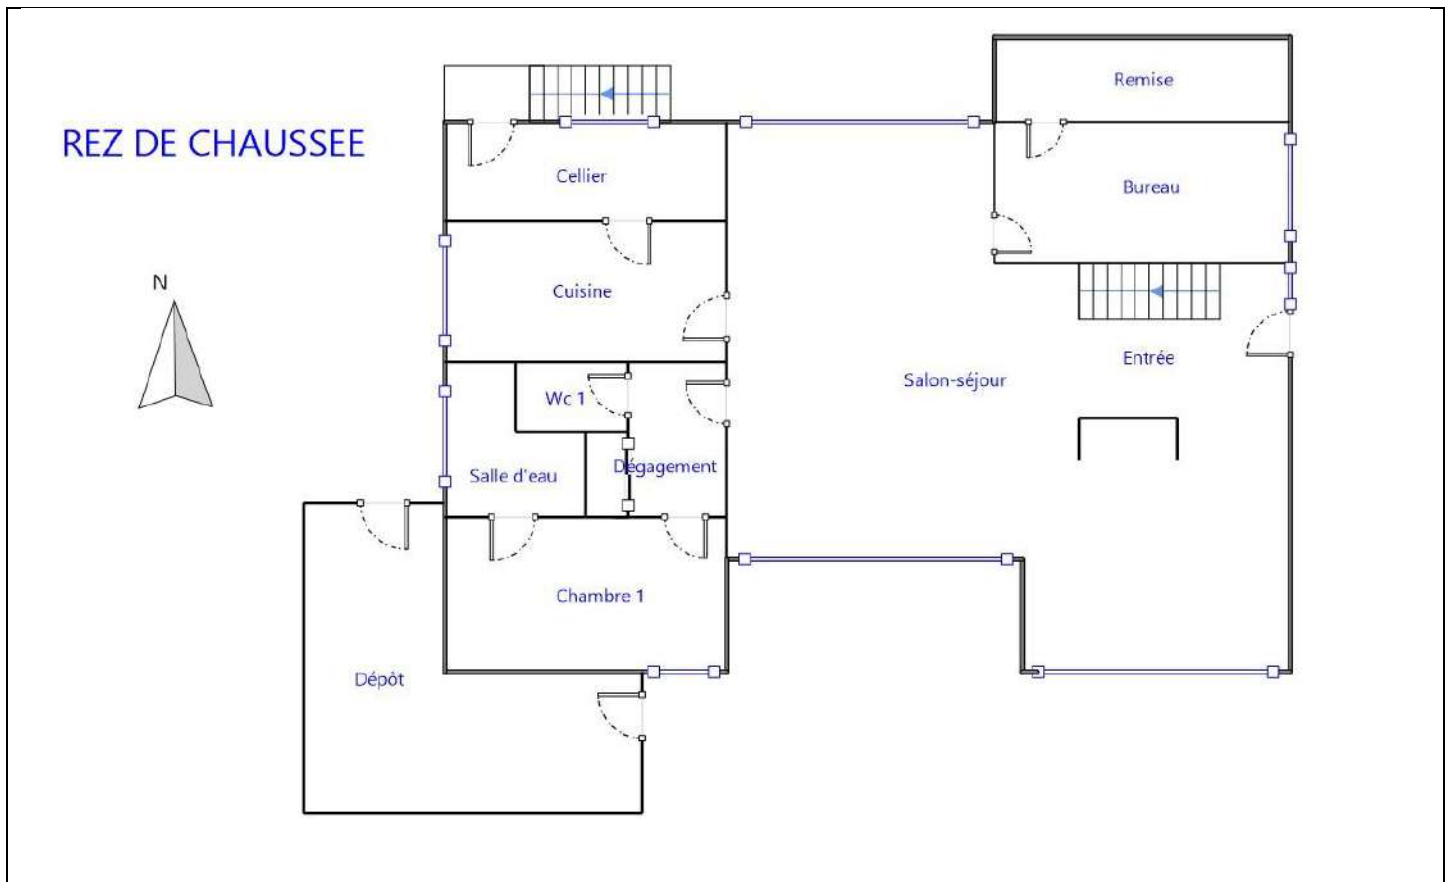 Remise
REZ DE CHAUSSEE
Cellier
Bureau
N
Cuisine
Entrée
Salon-séjour
Wc 1
Dégagement
Salle d'eau
Chambre 1
Dépôt